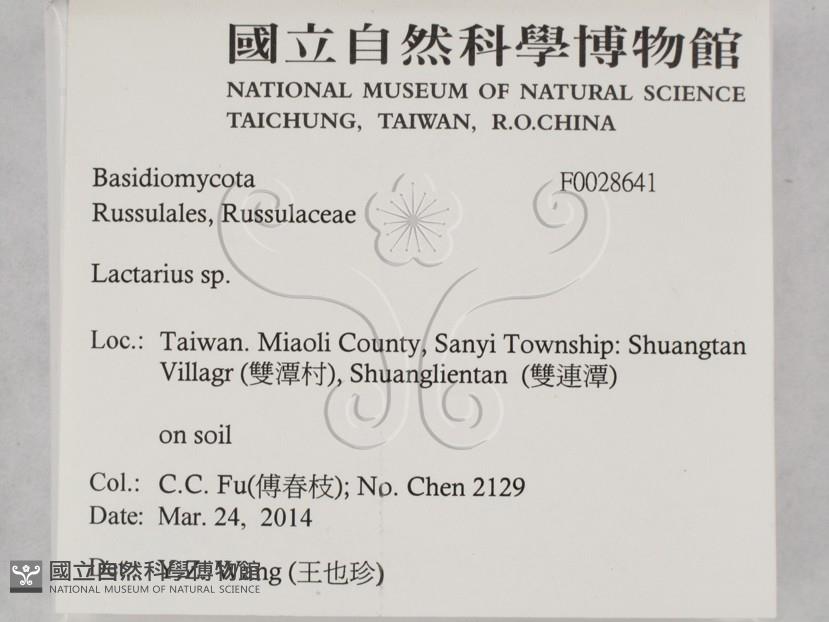 國立自然科學博物館
NATIONAL MUSEUM OF NATURAL SCIENCE
TAICHUNG, TAIWAN, R.O.CHINA
Basidiomycota F0028641
Russulales, Russulaceae
Lactarius sp.
Loc.: Taiwan. Miaoli County, Sanyi Township: Shuangtan
Villagr (雙潭村), Shuanglientan (雙連潭)
on soil
Col.: C.C. Fu(傅春枝); No. Chen 2129
Date: Mar. 24, 2014
Det.: Y.Z. Wang (王也珍)
國立自然科學博物館
NATIONAL MUSEUM OF NATURAL SCIENCE